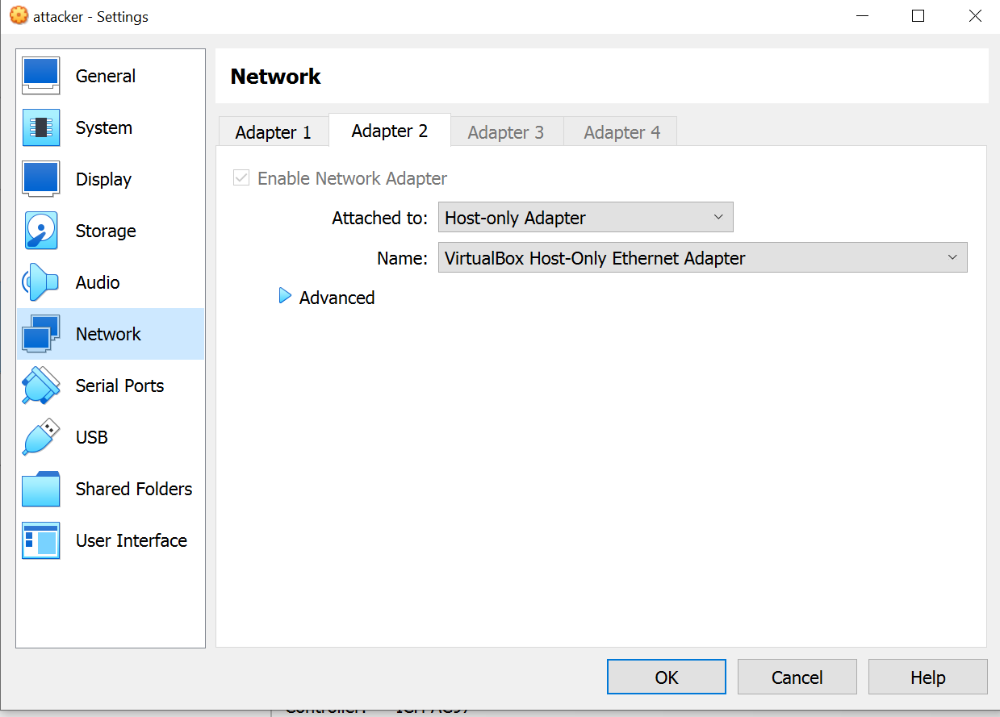 attacker - Settings
General
System
Display
Storage
Audio
Network
Serial Ports
USB
Shared Folders
User Interface
Network
Adapter 1
Adapter 2
Adapter 3
Adapter 4
Enable Network Adapter
Attached to: Host-only Adapter
Name: VirtualBox Host-Only Ethernet Adapter
Advanced
OK
Cancel
Help
Controller: